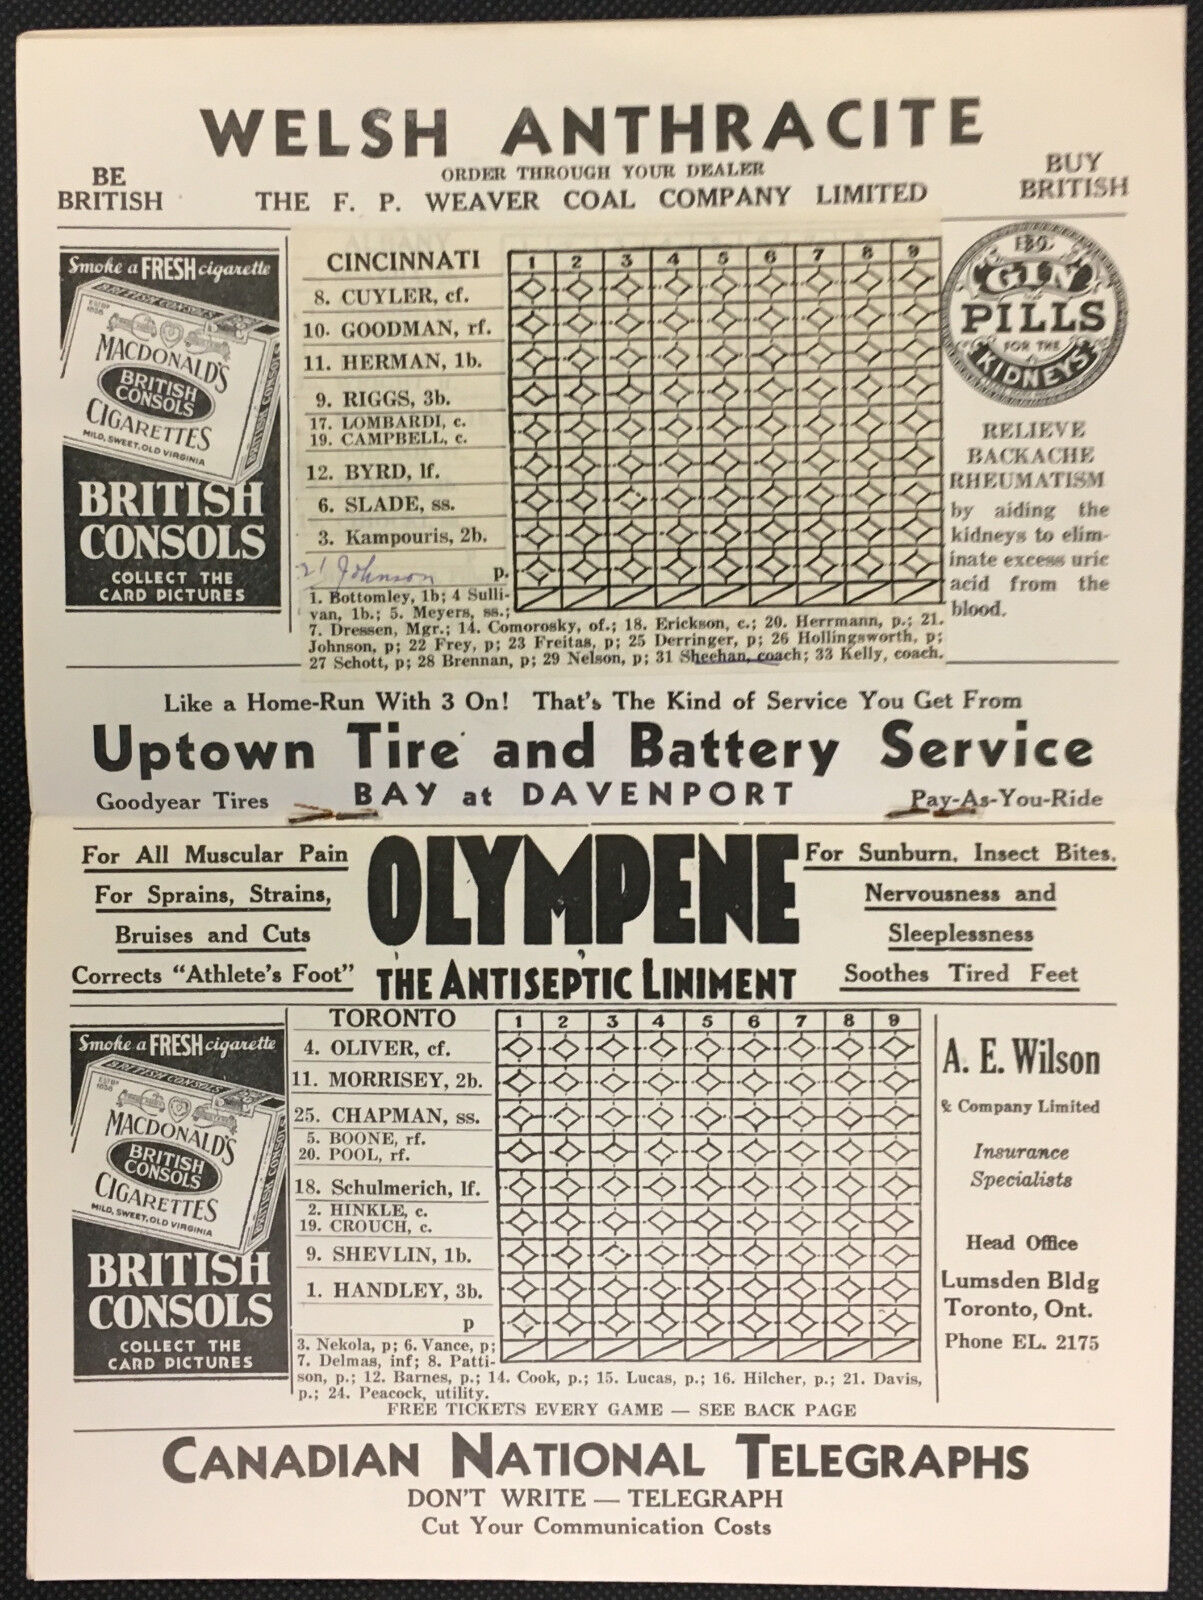 WELSH ANTHRACITE
ORDER THROUGH YOUR DEALER
BE BRITISH
THE F. P. WEAVER COAL COMPANY LIMITED
BUY BRITISH
Smoke a FRESH cigarette
BRITISH CONSOLS
ESTBD 1858
MACDONALD'S
BRITISH CONSOLS
CIGARETTES
MILD, SWEET, OLD VIRGINIA
BRITISH CONSOLS
COLLECT THE
CARD PICTURES
CINCINNATI 1 2 3 4 5 6 7 8 9
8. CUYLER, cf.
10. GOODMAN, rf.
11. HERMAN, 1b.
9. RIGGS, 3b.
17. LOMBARDI, c.
19. CAMPBELL, c.
12. BYRD, lf.
6. SLADE, ss.
3. Kampouris, 2b.
21 Johnson p.
1. Bottomley, 1b; 4 Sulli-
van, 1b.; 5. Meyers, ss.;
7. Dressen, Mgr.; 14. Comorosky, of.; 18. Erickson, c.; 20. Herrmann, p.; 21.
Johnson, p; 22 Frey, p; 23 Freitas, p; 25 Derringer, p; 26 Hollingsworth, p;
27 Schott, p; 28 Brennan, p; 29 Nelson, p; 31 Sheehan, coach; 33 Kelly, coach.
GIN
PILLS
FOR THE
KIDNEYS
RELIEVE
BACKACHE
RHEUMATISM
by aiding the
kidneys to elim-
inate excess uric
acid from the
blood.
Like a Home-Run With 3 On! That's The Kind of Service You Get From
Uptown Tire and Battery Service
Goodyear Tires BAY at DAVENPORT Pay-As-You-Ride
For All Muscular Pain
For Sprains, Strains,
Bruises and Cuts
Corrects "Athlete's Foot"
OLYMPENE
THE ANTISEPTIC LINIMENT
For Sunburn, Insect Bites,
Nervousness and
Sleeplessness
Soothes Tired Feet
Smoke a FRESH cigarette
BRITISH CONSOLS
ESTBD 1858
MACDONALD'S
BRITISH CONSOLS
CIGARETTES
MILD, SWEET, OLD VIRGINIA
BRITISH CONSOLS
COLLECT THE
CARD PICTURES
TORONTO 1 2 3 4 5 6 7 8 9
4. OLIVER, cf.
11. MORRISEY, 2b.
25. CHAPMAN, ss.
5. BOONE, rf.
20. POOL, rf.
18. Schulmerich, lf.
2. HINKLE, c.
19. CROUCH, c.
9. SHEVLIN, 1b.
1. HANDLEY, 3b.
p
3. Nekola, p; 6. Vance, p;
7. Delmas, inf; 8. Patti-
son, p.; 12. Barnes, p.; 14. Cook, p.; 15. Lucas, p.; 16. Hilcher, p.; 21. Davis,
p.; 24. Peacock, utility.
FREE TICKETS EVERY GAME — SEE BACK PAGE
A. E. Wilson
& Company Limited
Insurance
Specialists
Head Office
Lumsden Bldg
Toronto, Ont.
Phone EL. 2175
CANADIAN NATIONAL TELEGRAPHS
DON'T WRITE — TELEGRAPH
Cut Your Communication Costs